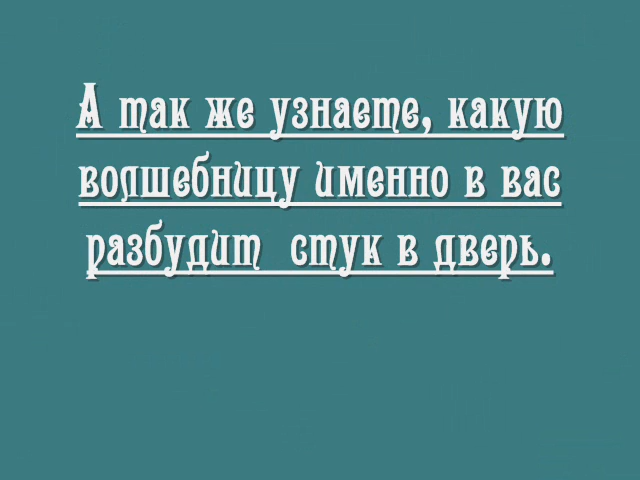 А так же узнаете, какую
волшебницу именно в вас
разбудит стук в дверь.